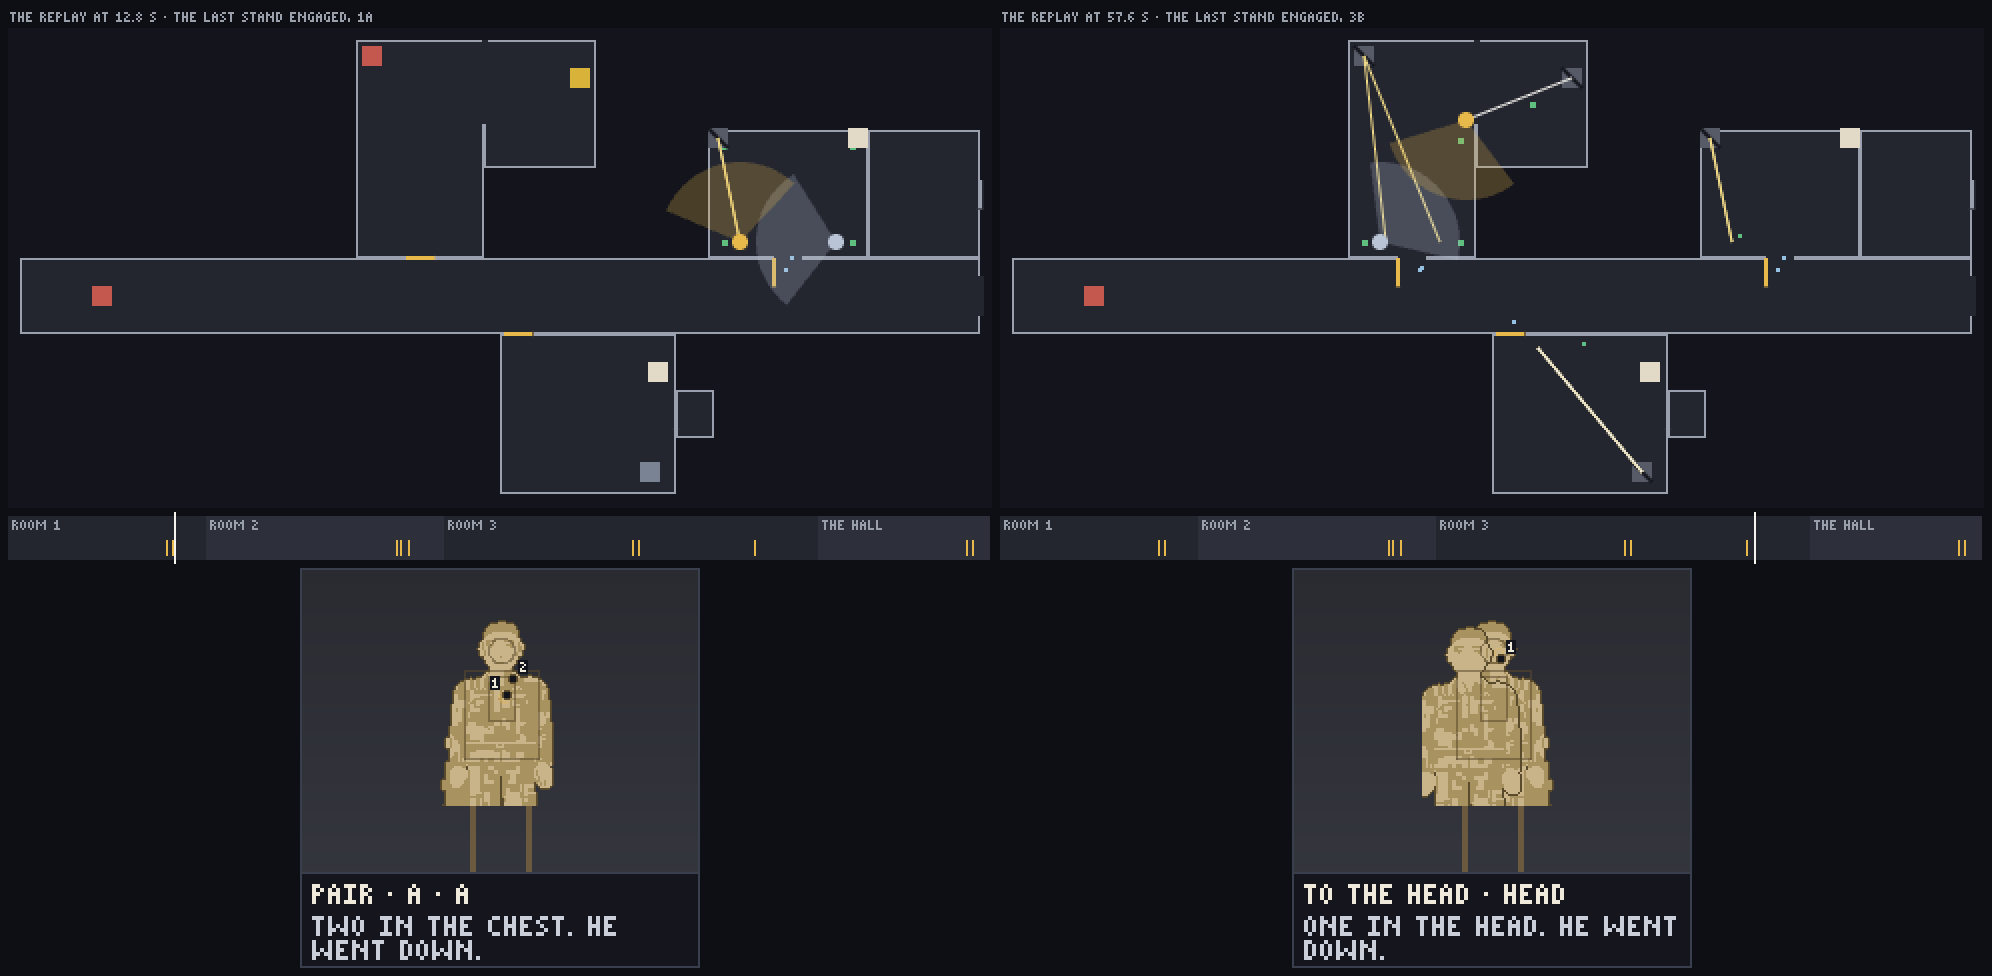 THE REPLAY AT 12.8 S · THE LAST STAND ENGAGED. 1A
THE REPLAY AT 57.6 S · THE LAST STAND ENGAGED. 3B
ROOM 1
ROOM 2
ROOM 3
THE HALL
ROOM 1
ROOM 2
ROOM 3
THE HALL
2
1
PAIR · A · A
TWO IN THE CHEST. HE
WENT DOWN.
1
TO THE HEAD · HEAD
ONE IN THE HEAD. HE WENT
DOWN.